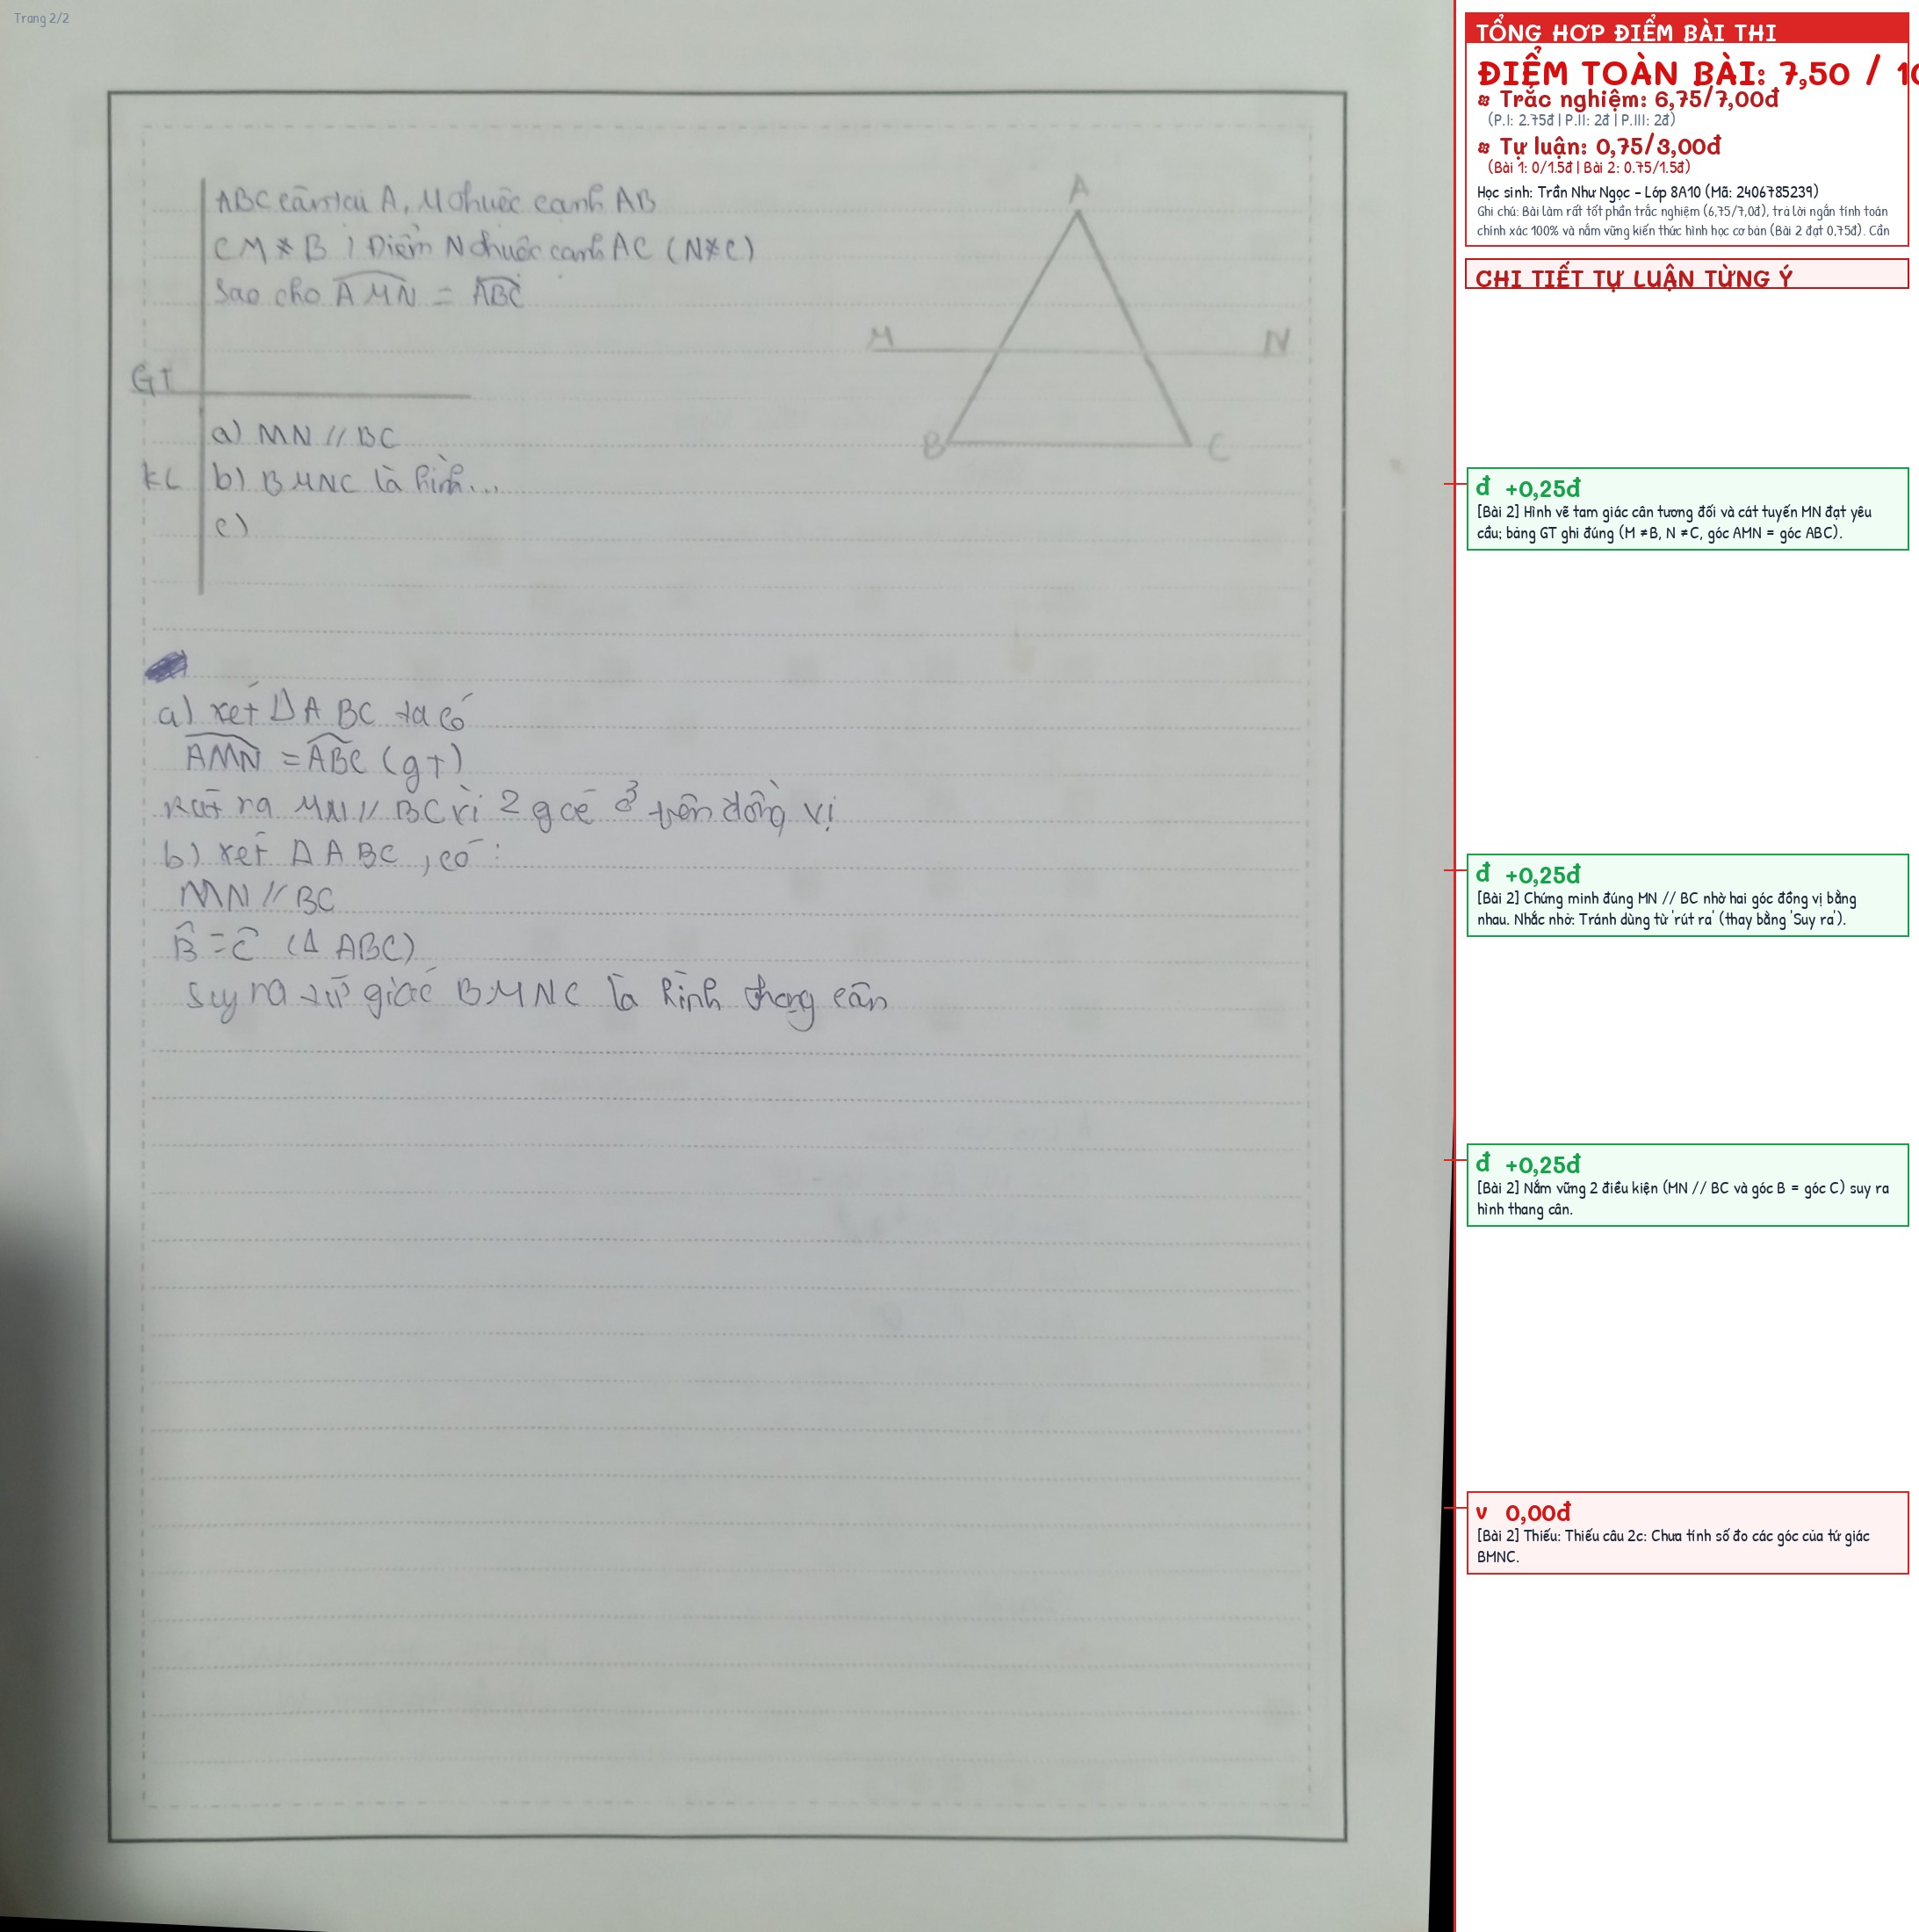 Trang 2/2
ABC cân tại A, M thuộc cạnh AB
CM ≠ B ; Điểm N thuộc cạnh AC (N ≠ C)
Sao cho AMN = ABC
M
N
A
B
C
GT
a) MN // BC
KL b) BMNC là hình...
c)
a) xét Δ ABC ta có
AMN = ABC (gT)
Rút ra MN // BC vì 2 góc ở trên đồng vị
b) xét Δ ABC, có:
MN // BC
B̂ = Ĉ (Δ ABC)
Suy ra tứ giác BMNC là hình thang cân
TỔNG HỢP ĐIỂM BÀI THI
ĐIỂM TOÀN BÀI: 7,50 / 10
Trắc nghiệm: 6,75/7,00đ
(P.I: 2.75đ | P.II: 2đ | P.III: 2đ)
Tự luận: 0,75/3,00đ
(Bài 1: 0/1.5đ | Bài 2: 0.75/1.5đ)
Học sinh: Trần Như Ngọc - Lớp 8A10 (Mã: 2406785239)
Ghi chú: Bài làm rất tốt phần trắc nghiệm (6,75/7,0đ), trả lời ngắn tính toán
chính xác 100% và nắm vững kiến thức hình học cơ bản (Bài 2 đạt 0,75đ). Cần
CHI TIẾT TỰ LUẬN TỪNG Ý
đ +0,25đ
[Bài 2] Hình vẽ tam giác cân tương đối và cát tuyến MN đạt yêu
cầu; bảng GT ghi đúng (M ≠B, N ≠C, góc AMN = góc ABC).
đ +0,25đ
[Bài 2] Chứng minh đúng MN // BC nhờ hai góc đồng vị bằng
nhau. Nhắc nhở: Tránh dùng từ 'rút ra' (thay bằng 'Suy ra').
đ +0,25đ
[Bài 2] Nắm vững 2 điều kiện (MN // BC và góc B = góc C) suy ra
hình thang cân.
v 0,00đ
[Bài 2] Thiếu: Thiếu câu 2c: Chưa tính số đo các góc của tứ giác
BMNC.